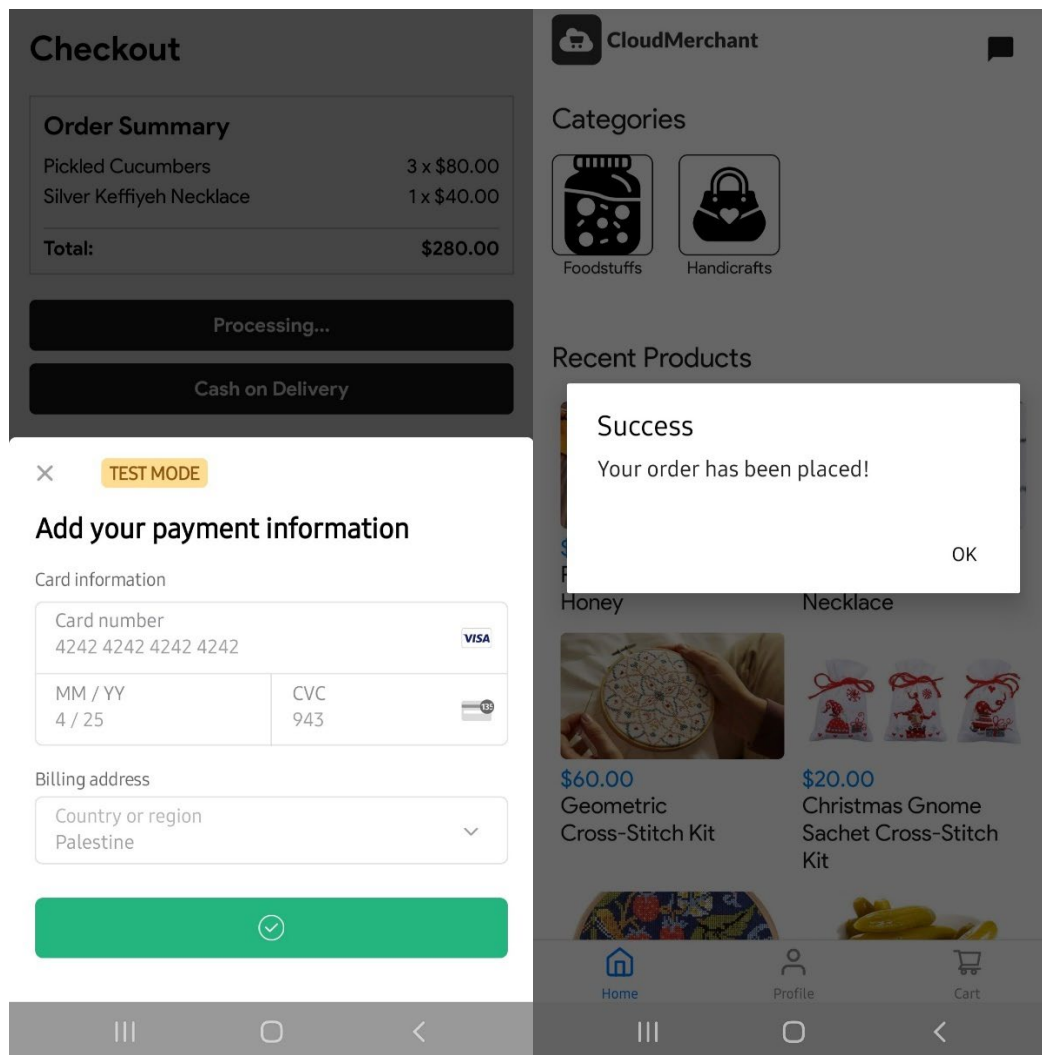 Checkout
Order Summary
Pickled Cucumbers 3 x $80.00
Silver Keffiyeh Necklace 1 x $40.00
Total: $280.00
Processing...
Cash on Delivery
TEST MODE
Add your payment information
Card information
Card number
4242 4242 4242 4242
VISA
MM / YY
4 / 25
CVC
943
135
Billing address
Country or region
Palestine
CloudMerchant
Categories
Foodstuffs
Handicrafts
Recent Products
Success
Your order has been placed!
OK
Honey
Necklace
$60.00
Geometric
Cross-Stitch Kit
$20.00
Christmas Gnome
Sachet Cross-Stitch
Kit
Home
Profile
Cart